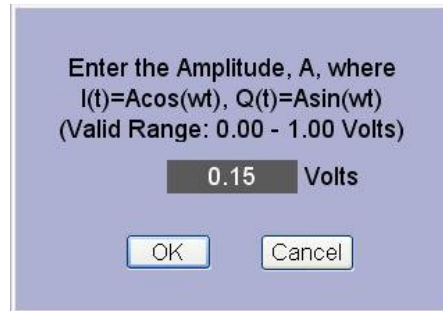 Enter the Amplitude, A, where
I(t)=Acos(wt), Q(t)=Asin(wt)
(Valid Range: 0.00 - 1.00 Volts)
0.15 Volts
OK Cancel